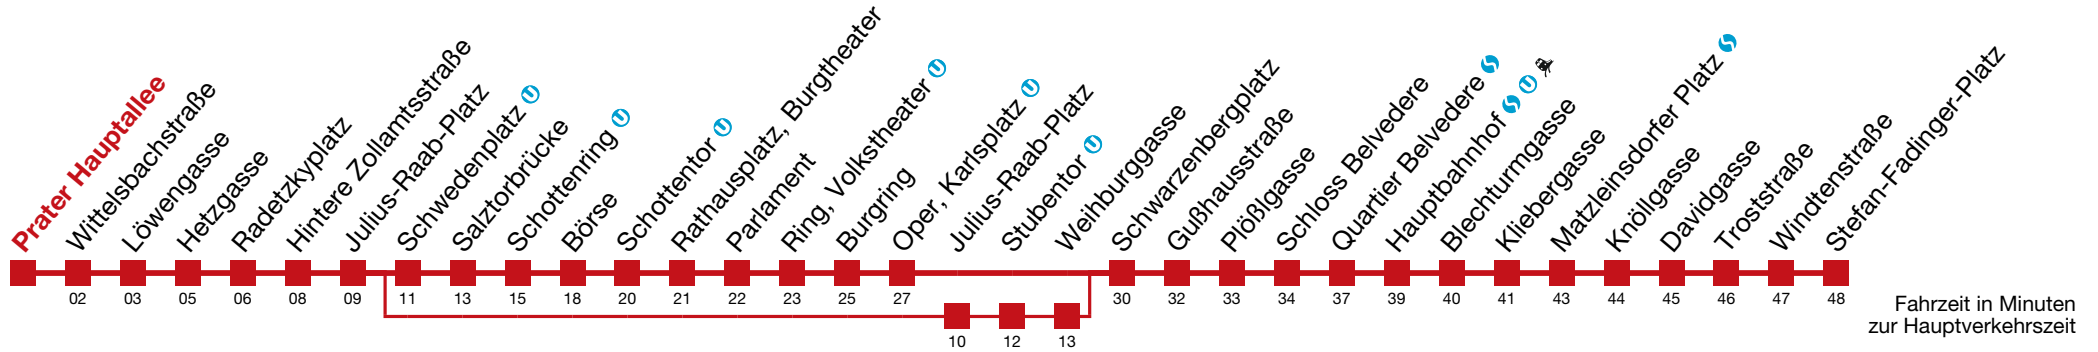 Prater Hauptallee
Wittelsbachstraße
Löwengasse
Hetzgasse
Radetzkyplatz
Hintere Zollamtsstraße
Julius-Raab-Platz
Schwedenplatz U
Salztorbrücke
Schottenring U
Börse
Schottentor U
Rathausplatz, Burgtheater
Parlament
Ring, Volkstheater U
Burgring
Oper, Karlsplatz U
Julius-Raab-Platz
Stubentor U
Weihburggasse
Schwarzenbergplatz
Gußhausstraße
Plößlgasse
Schloss Belvedere
Quartier Belvedere S
Hauptbahnhof S U
Blechturmgasse
Kliebergasse
Matzleinsdorfer Platz S
Knöllgasse
Davidgasse
Troststraße
Windtenstraße
Stefan-Fadinger-Platz
02 03 05 06 08 09 11 13 15 18 20 21 22 23 25 27 30 32 33 34 37 39 40 41 43 44 45 46 47 48
10 12 13
Fahrzeit in Minuten
zur Hauptverkehrszeit